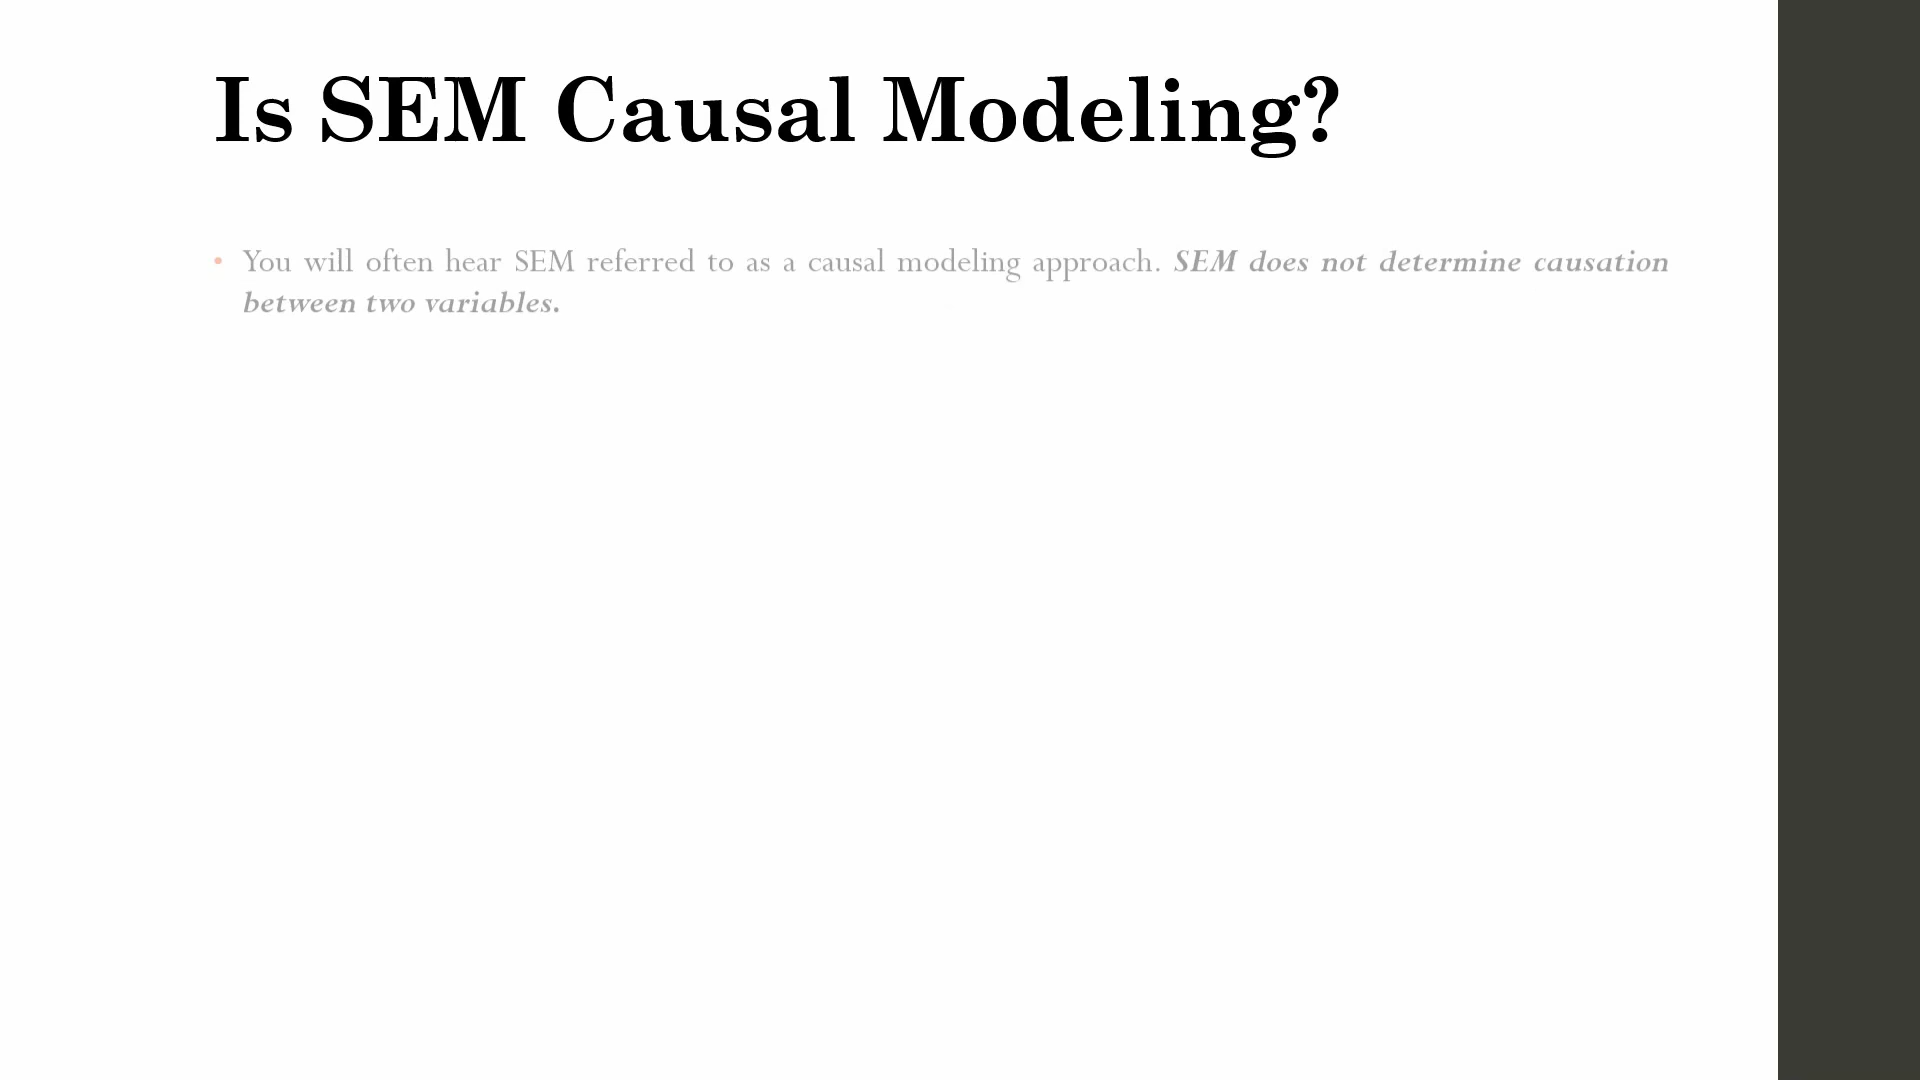 Is SEM Causal Modeling?
• You will often hear SEM referred to as a causal modeling approach. SEM does not determine causation
between two variables.